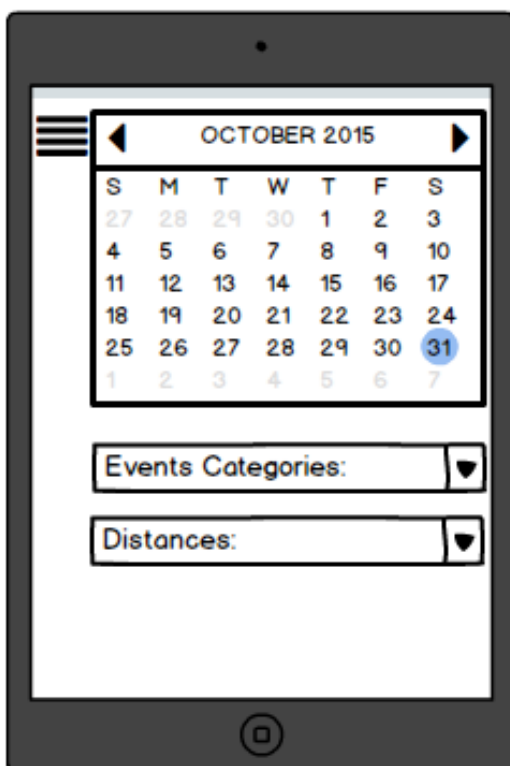 OCTOBER 2015
S M T W T F S
27 28 29 30 1 2 3
4 5 6 7 8 9 10
11 12 13 14 15 16 17
18 19 20 21 22 23 24
25 26 27 28 29 30 31
1 2 3 4 5 6 7
Events Categories:
Distances: